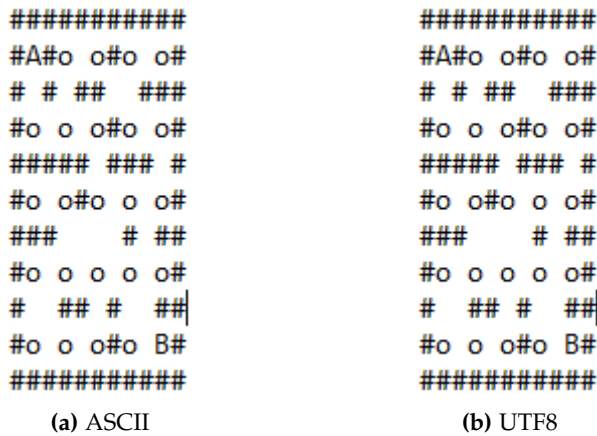 ###########
#A#o o#o o#
# # ##  ###
#o o o#o o#
##### ### #
#o o#o o o#
###    # ##
#o o o o o#
#  ## #  ##
#o o o#o B#
###########
(a) ASCII
###########
#A#o o#o o#
# # ##  ###
#o o o#o o#
##### ### #
#o o#o o o#
###    # ##
#o o o o o#
#  ## #  ##
#o o o#o B#
###########
(b) UTF8